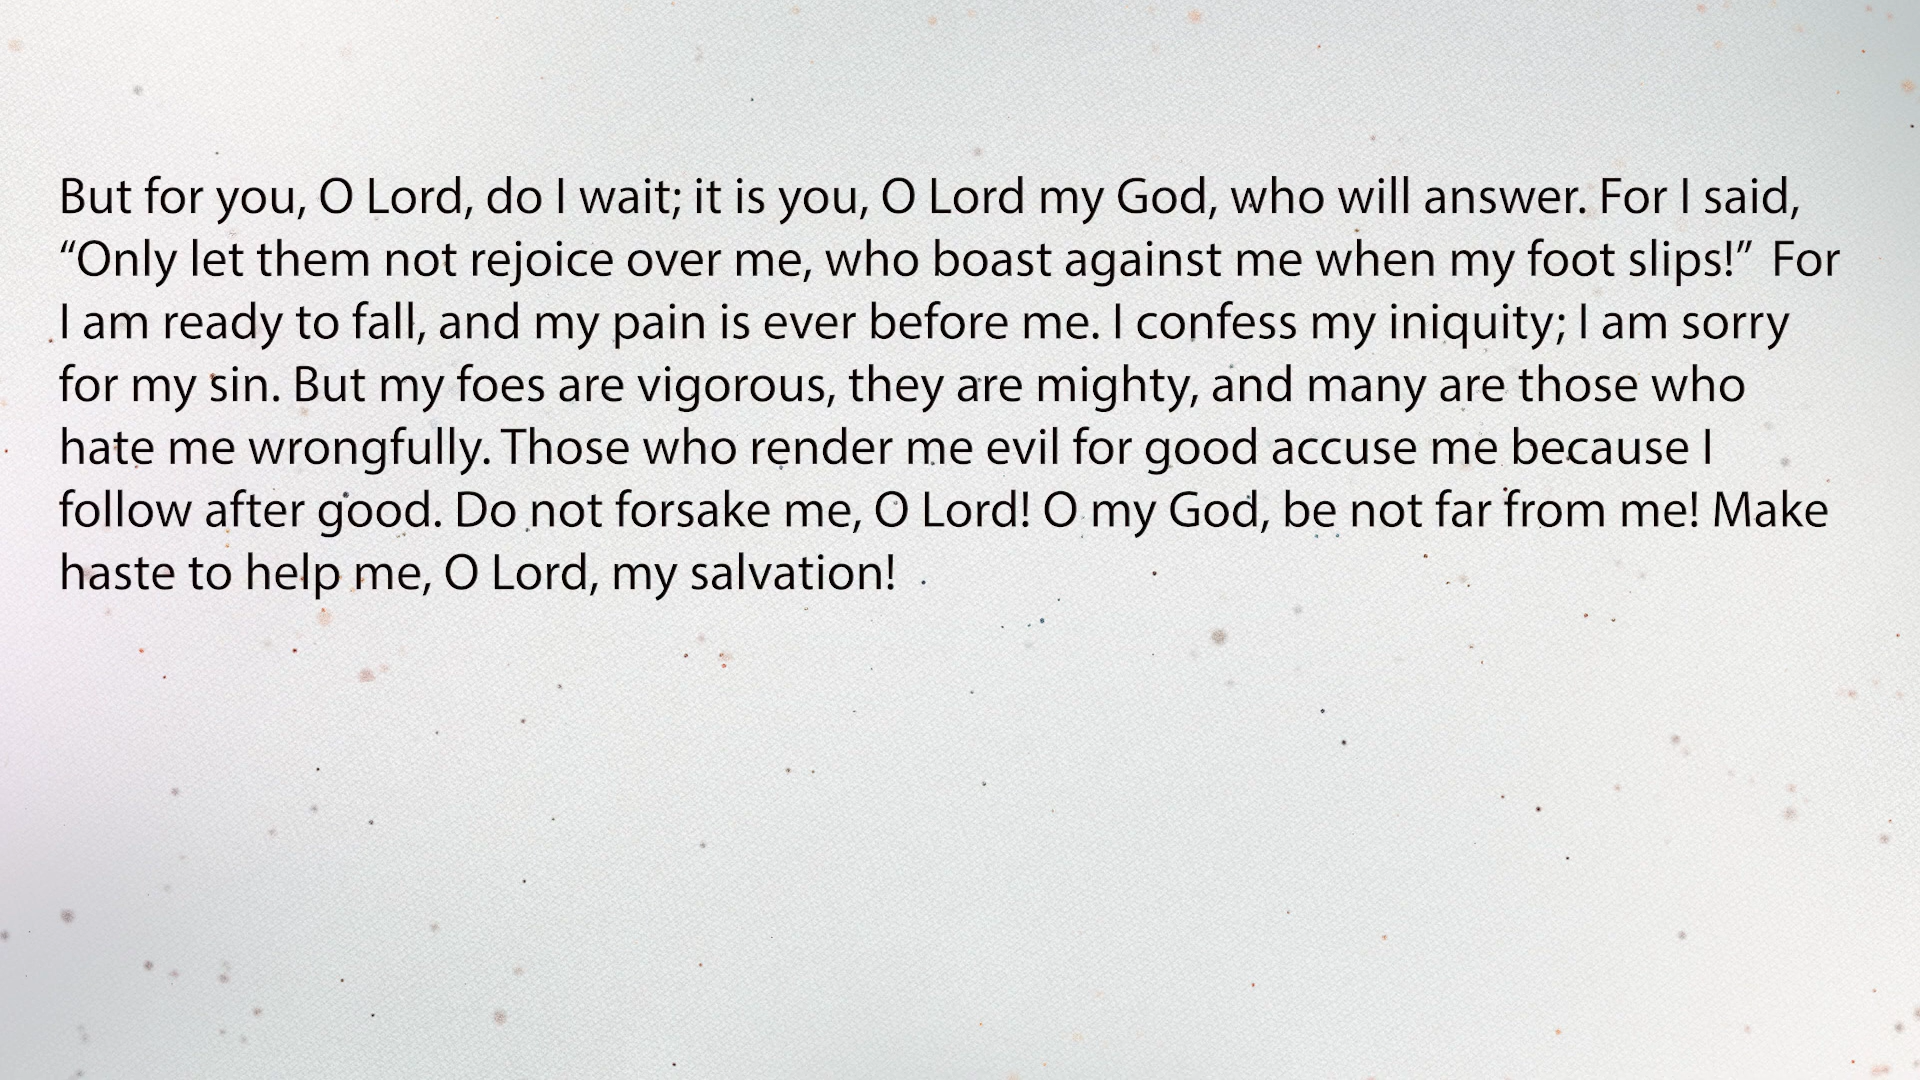 But for you, O Lord, do I wait; it is you, O Lord my God, who will answer. For I said,
“Only let them not rejoice over me, who boast against me when my foot slips!”  For
I am ready to fall, and my pain is ever before me. I confess my iniquity; I am sorry
for my sin. But my foes are vigorous, they are mighty, and many are those who
hate me wrongfully. Those who render me evil for good accuse me because I
follow after good. Do not forsake me, O Lord! O my God, be not far from me! Make
haste to help me, O Lord, my salvation!